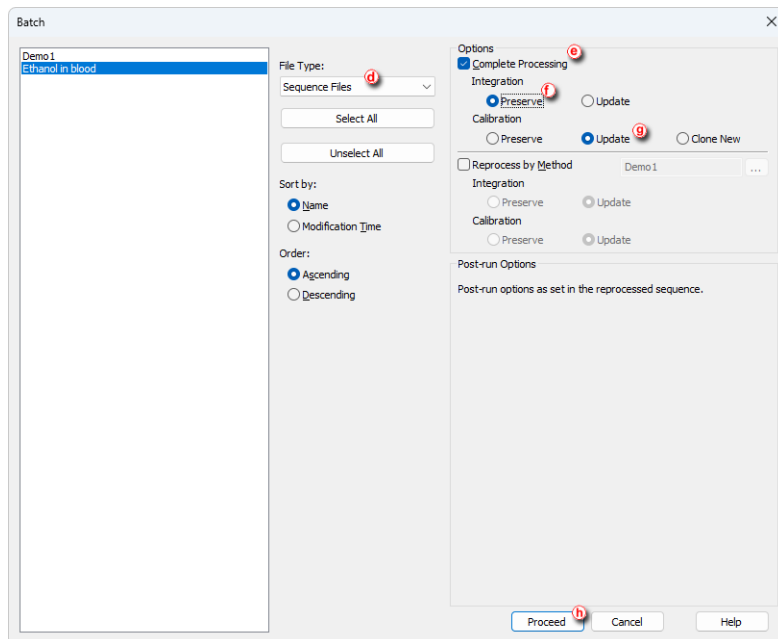 Batch
Demo1
Ethanol in blood
File Type:
d
Sequence Files
Select All
Unselect All
Sort by:
Name
Modification Time
Order:
Ascending
Descending
Options
e
Complete Processing
Integration
f
Preserve Update
Calibration
g
Preserve Update Clone New
Reprocess by Method Demo1 ...
Integration
Preserve Update
Calibration
Preserve Update
Post-run Options
Post-run options as set in the reprocessed sequence.
h
Proceed Cancel Help